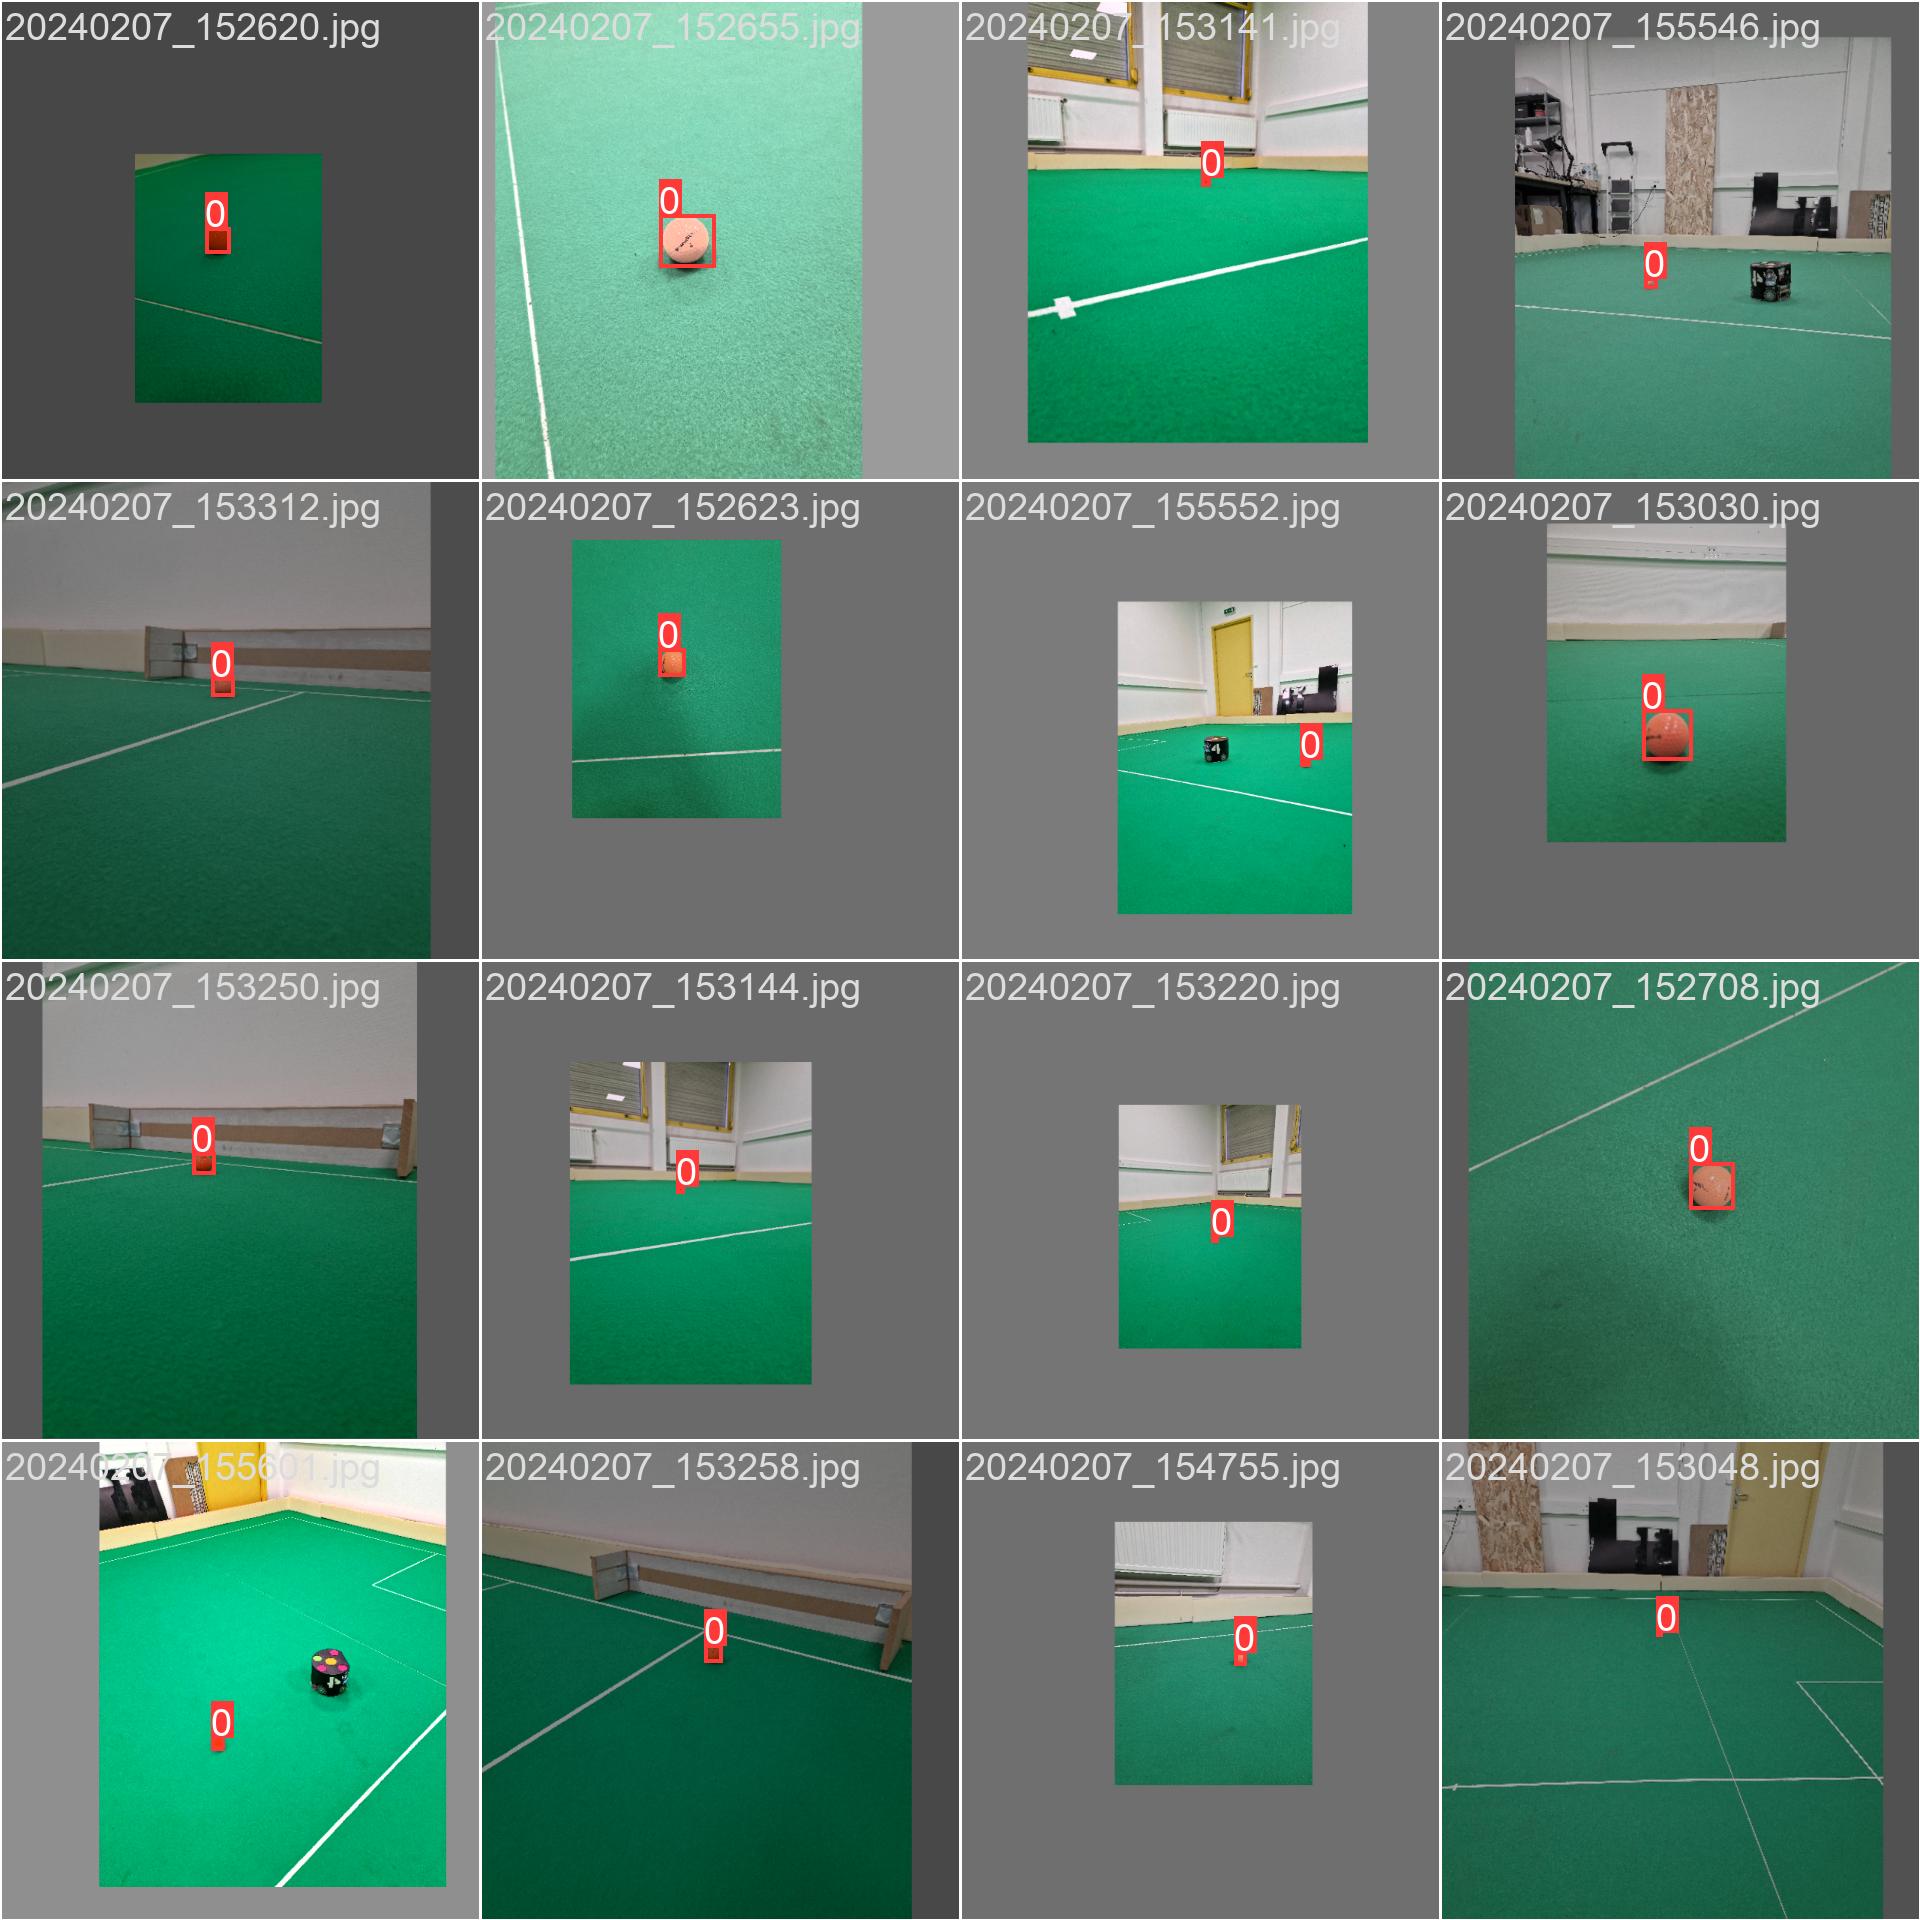 20240207_152620.jpg
20240207_152655.jpg
20240207_153141.jpg
20240207_155546.jpg
0
0
0
0
20240207_153312.jpg
20240207_152623.jpg
20240207_155552.jpg
20240207_153030.jpg
0
0
0
0
20240207_153250.jpg
20240207_153144.jpg
20240207_153220.jpg
20240207_152708.jpg
0
0
0
0
20240207_155601.jpg
20240207_153258.jpg
20240207_154755.jpg
20240207_153048.jpg
0
0
0
0